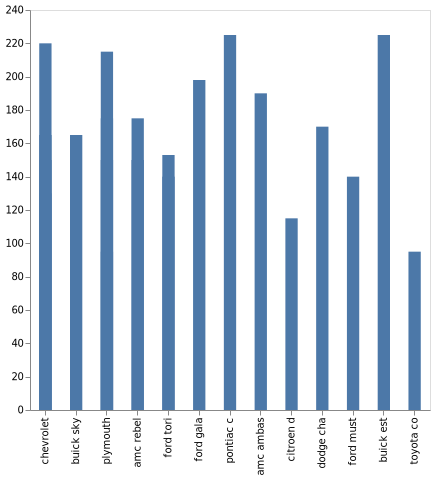 240
220
200
180
160
140
120
100
80
60
40
20
0
chevrolet
buick sky
plymouth
amc rebel
ford tori
ford gala
pontiac c
amc ambas
citroen d
dodge cha
ford must
buick est
toyota co